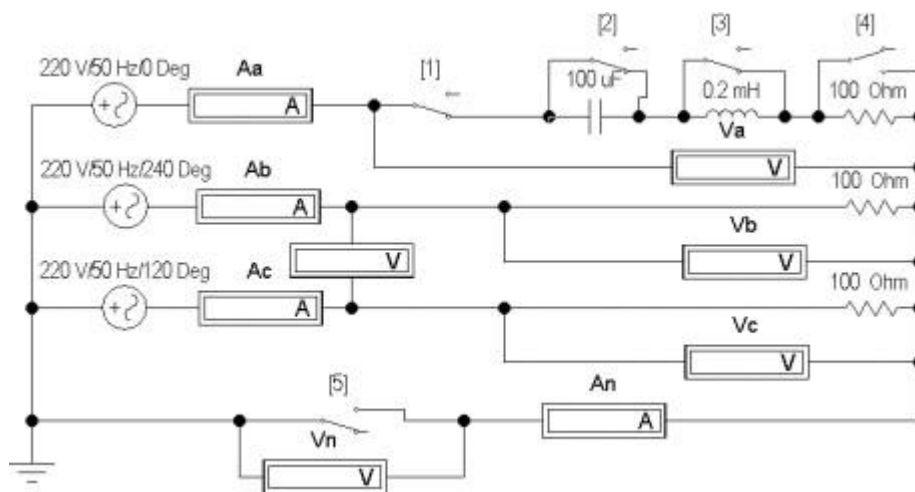 [2] [3] [4]
220 V/50 Hz/0 Deg Aa [1]
100 uF 0.2 mH 100 Ohm
A
Va
V
220 V/50 Hz/240 Deg Ab 100 Ohm
A
Vb
V
V
220 V/50 Hz/120 Deg Ac 100 Ohm
A
Vc
V
[5] An
A
Vn
V